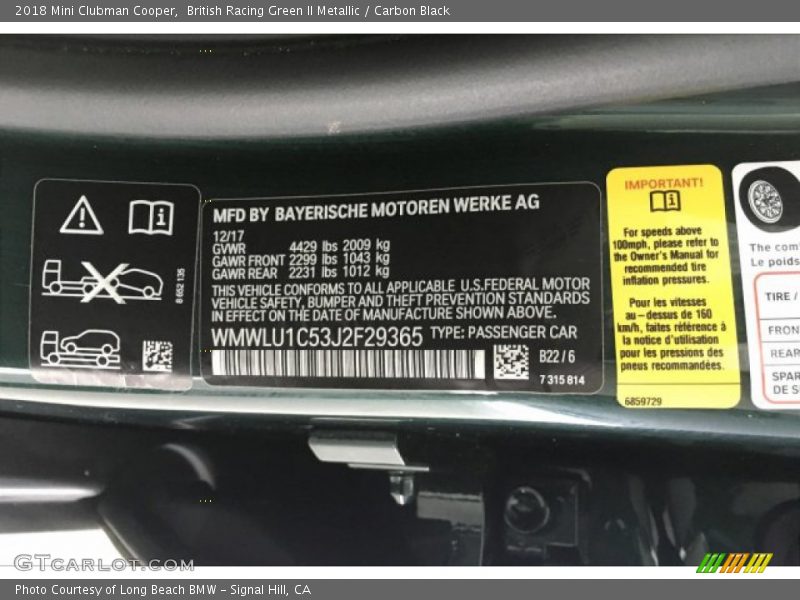 2018 Mini Clubman Cooper,  British Racing Green II Metallic / Carbon Black
8 652 135
MFD BY BAYERISCHE MOTOREN WERKE AG
12/17
GVWR 4429 lbs 2009 kg
GAWR FRONT 2299 lbs 1043 kg
GAWR REAR 2231 lbs 1012 kg
THIS VEHICLE CONFORMS TO ALL APPLICABLE U.S.FEDERAL MOTOR
VEHICLE SAFETY, BUMPER AND THEFT PREVENTION STANDARDS
IN EFFECT ON THE DATE OF MANUFACTURE SHOWN ABOVE.
WMWLU1C53J2F29365 TYPE: PASSENGER CAR
B22 / 6
7 315 814
IMPORTANT!
For speeds above
100mph, please refer to
the Owner's Manual for
recommended tire
inflation pressures.
Pour les vitesses
au – dessus de 160
km/h, faites référence à
la notice d'utilisation
pour les pressions des
pneus recommandées.
6859729
The com
Le poids
TIRE /
FRON
REAR
SPAR
DE S
GTCARLOT.COM
Photo Courtesy of Long Beach BMW – Signal Hill, CA